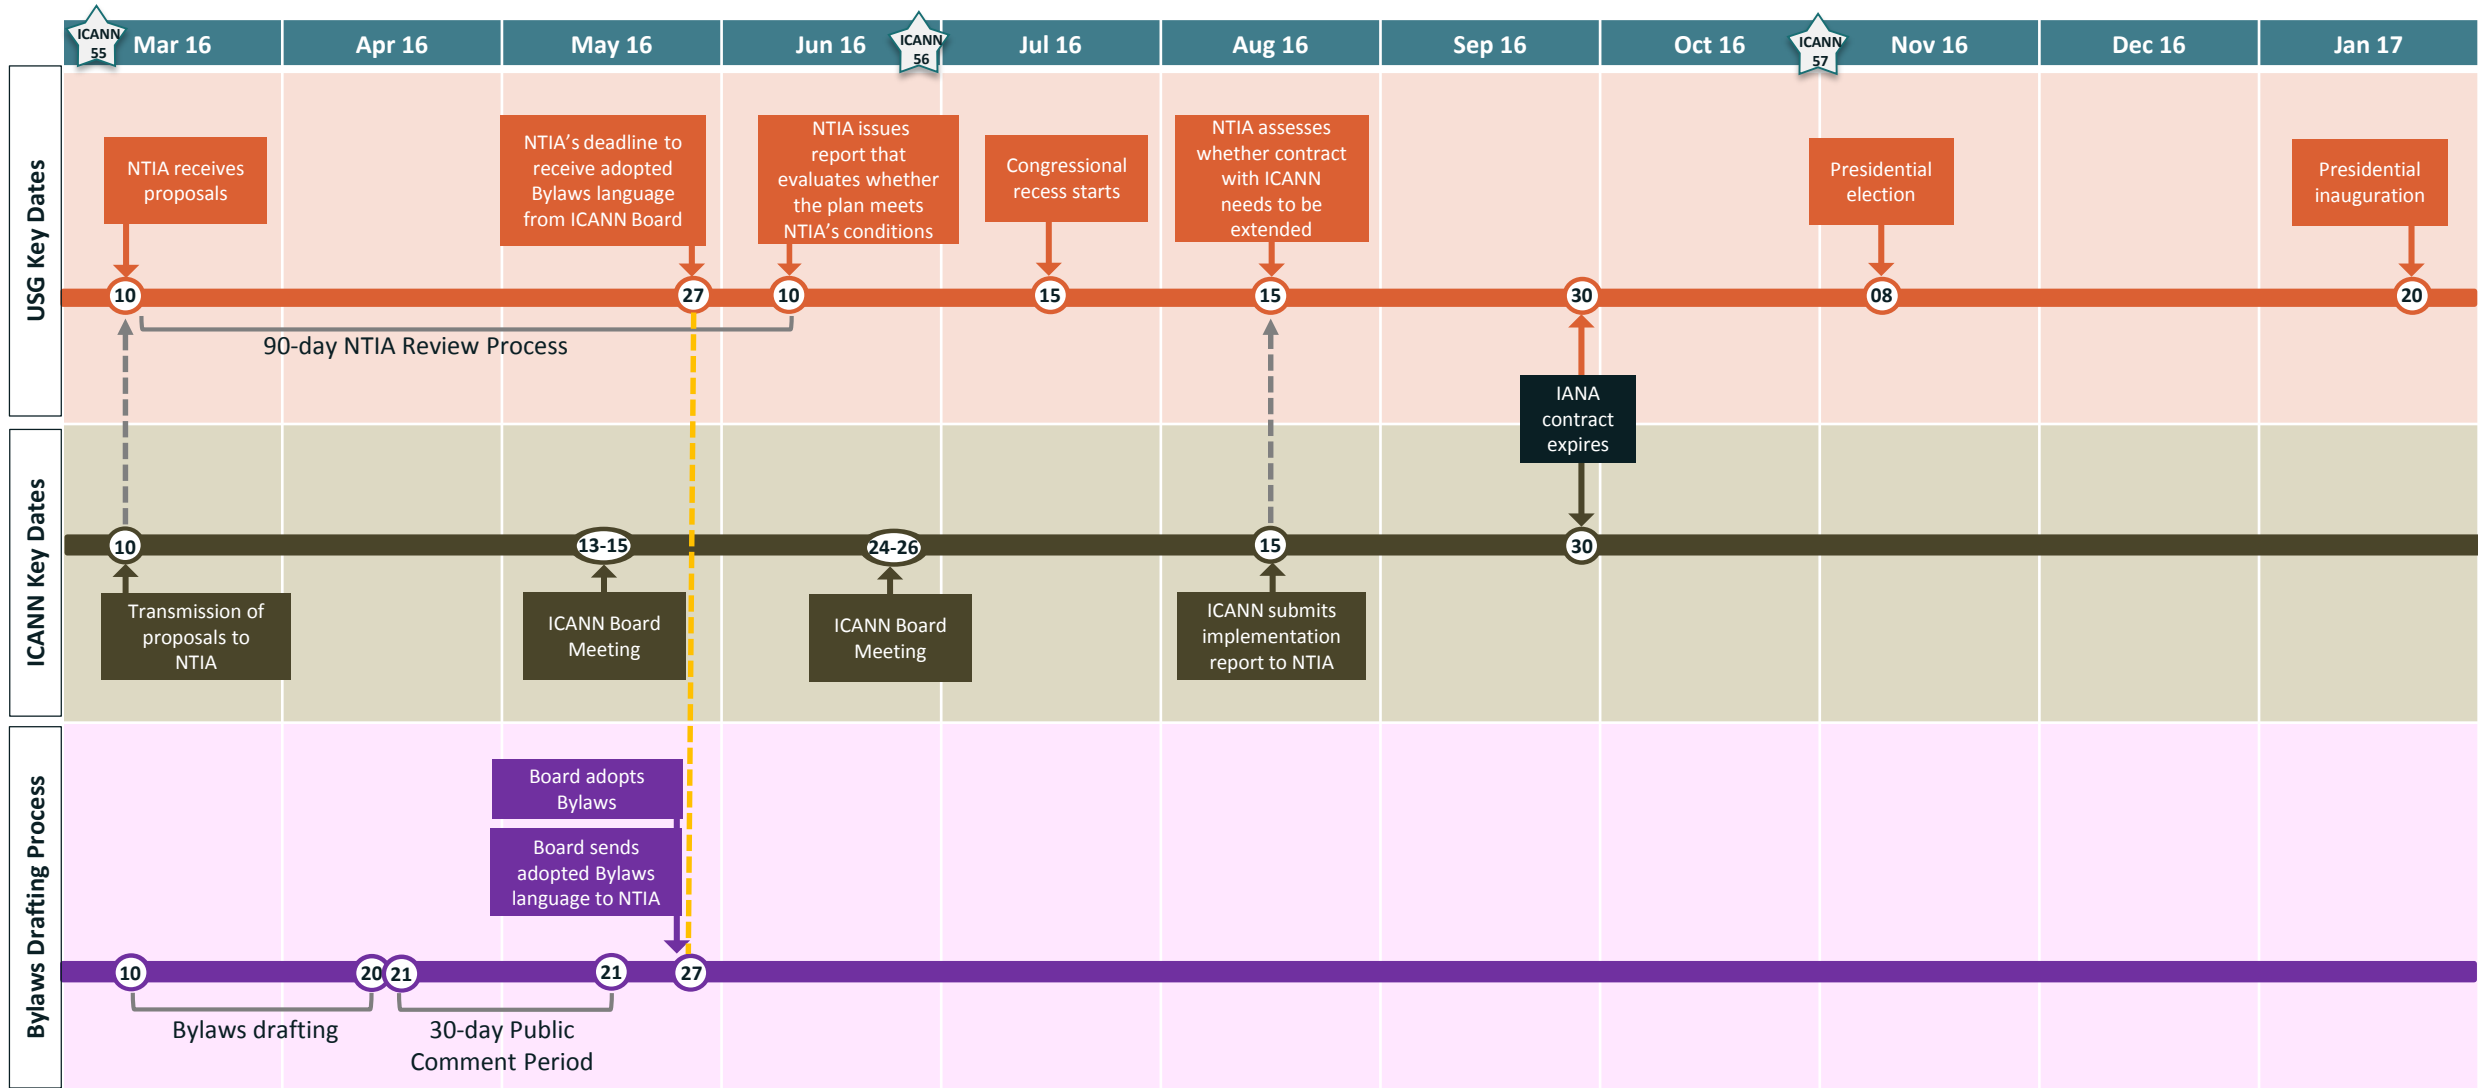 ICANN
55
Mar 16
Apr 16
May 16
Jun 16
ICANN
56
Jul 16
Aug 16
Sep 16
Oct 16
ICANN
57
Nov 16
Dec 16
Jan 17
USG Key Dates
NTIA receives
proposals
NTIA's deadline to
receive adopted
Bylaws language
from ICANN Board
NTIA issues
report that
evaluates whether
the plan meets
NTIA's conditions
Congressional
recess starts
NTIA assesses
whether contract
with ICANN
needs to be
extended
Presidential
election
Presidential
inauguration
10
27
10
15
15
30
08
20
90-day NTIA Review Process
IANA
contract
expires
ICANN Key Dates
10
13-15
24-26
15
30
Transmission of
proposals to
NTIA
ICANN Board
Meeting
ICANN Board
Meeting
ICANN submits
implementation
report to NTIA
Bylaws Drafting Process
Board adopts
Bylaws
Board sends
adopted Bylaws
language to NTIA
10
20
21
21
27
Bylaws drafting
30-day Public
Comment Period